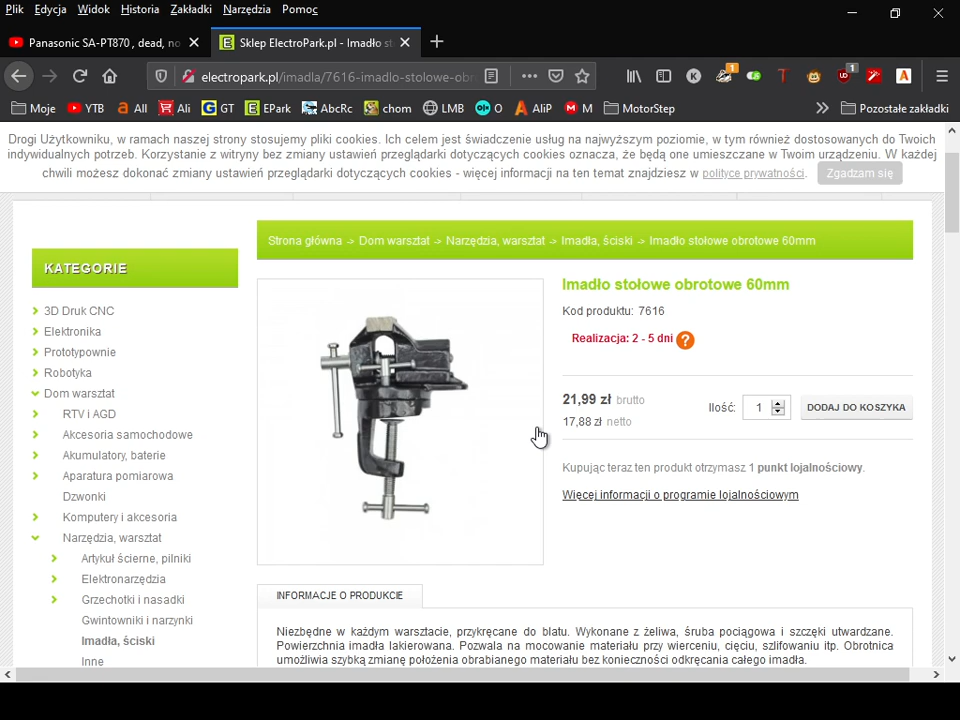 Plik Edycja Widok Historia Zakładki Narzędzia Pomoc
Panasonic SA-PT870 , dead, no
Sklep ElectroPark.pl - Imadło st
electropark.pl/imadla/7616-imadlo-stolowe-obr
Moje YTB All Ali GT EPark AbcRc chom LMB O AliP M MotorStep Pozostałe zakładki
Drogi Użytkowniku, w ramach naszej strony stosujemy pliki cookies. Ich celem jest świadczenie usług na najwyższym poziomie, w tym również dostosowanych do Twoich
indywidualnych potrzeb. Korzystanie z witryny bez zmiany ustawień przeglądarki dotyczących cookies oznacza, że będą one umieszczane w Twoim urządzeniu. W każdej
chwili możesz dokonać zmiany ustawień przeglądarki dotyczących cookies - więcej informacji na ten temat znajdziesz w polityce prywatności. Zgadzam się
Strona główna -> Dom warsztat -> Narzędzia, warsztat -> Imadła, ściski -> Imadło stołowe obrotowe 60mm
KATEGORIE
3D Druk CNC
Elektronika
Prototypownie
Robotyka
Dom warsztat
RTV i AGD
Akcesoria samochodowe
Akumulatory, baterie
Aparatura pomiarowa
Dzwonki
Komputery i akcesoria
Narzędzia, warsztat
Artykuł ścierne, pilniki
Elektronarzędzia
Grzechotki i nasadki
Gwintowniki i narzynki
Imadła, ściski
Inne
Imadło stołowe obrotowe 60mm
Kod produktu: 7616
Realizacja: 2 - 5 dni ?
21,99 zł brutto
17,88 zł netto
Ilość: 1 DODAJ DO KOSZYKA
Kupując teraz ten produkt otrzymasz 1 punkt lojalnościowy.
Więcej informacji o programie lojalnościowym
INFORMACJE O PRODUKCIE
Niezbędne w każdym warsztacie, przykręcane do blatu. Wykonane z żeliwa, śruba pociągowa i szczęki utwardzane.
Powierzchnia imadła lakierowana. Pozwala na mocowanie materiału przy wierceniu, cięciu, szlifowaniu itp. Obrotnica
umożliwia szybką zmianę położenia obrabianego materiału bez konieczności odkręcania całego imadła.